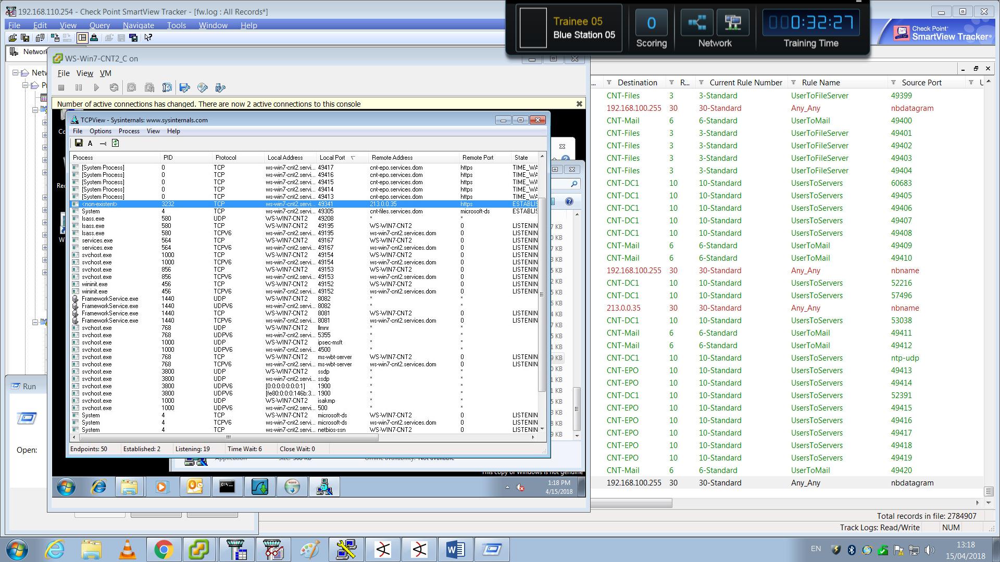 192.168.110.254 - Check Point SmartView Tracker - [fw.log : All Records*]
File Edit View Query Navigate Tools Window Help
Trainee 05
Blue Station 05
0
Scoring
Network
0:32:27
Training Time
Check Point
SmartView Tracker
Network
WS-Win7-CNT2_C on
File View VM
Number of active connections has changed. There are now 2 active connections to this console
TCPView - Sysinternals: www.sysinternals.com
File Options Process View Help
A
Process PID Protocol Local Address Local Port Remote Address Remote Port State
[System Process] 0 TCP ws-win7-cnt2.servi... 49417 cnt-epo.services.dom https TIME_WA
[System Process] 0 TCP ws-win7-cnt2.servi... 49416 cnt-epo.services.dom https TIME_WA
[System Process] 0 TCP ws-win7-cnt2.servi... 49415 cnt-epo.services.dom https TIME_WA
[System Process] 0 TCP ws-win7-cnt2.servi... 49414 cnt-epo.services.dom https TIME_WA
[System Process] 0 TCP ws-win7-cnt2.servi... 49413 cnt-epo.services.dom https TIME_WA
<non-existent> 3232 TCP ws-win7-cnt2.servi... 49341 213.0.0.35 https ESTABLIS
System 4 TCP ws-win7-cnt2.servi... 49305 cnt-files.services.dom microsoft-ds ESTABLIS
lsass.exe 580 UDP WS-WIN7-CNT2 49208 * *
lsass.exe 580 TCP WS-WIN7-CNT2 49195 WS-WIN7-CNT2 0 LISTENIN
lsass.exe 580 TCPV6 ws-win7-cnt2.servi... 49195 ws-win7-cnt2.services.dom 0 LISTENIN
services.exe 564 TCP WS-WIN7-CNT2 49167 WS-WIN7-CNT2 0 LISTENIN
services.exe 564 TCPV6 ws-win7-cnt2.servi... 49167 ws-win7-cnt2.services.dom 0 LISTENIN
svchost.exe 1000 TCP WS-WIN7-CNT2 49154 WS-WIN7-CNT2 0 LISTENIN
svchost.exe 1000 TCPV6 ws-win7-cnt2.servi... 49154 ws-win7-cnt2.services.dom 0 LISTENIN
svchost.exe 856 TCP WS-WIN7-CNT2 49153 WS-WIN7-CNT2 0 LISTENIN
svchost.exe 856 TCPV6 ws-win7-cnt2.servi... 49153 ws-win7-cnt2.services.dom 0 LISTENIN
wininit.exe 456 TCP WS-WIN7-CNT2 49152 WS-WIN7-CNT2 0 LISTENIN
wininit.exe 456 TCPV6 ws-win7-cnt2.servi... 49152 ws-win7-cnt2.services.dom 0 LISTENIN
FrameworkService.exe 1440 UDP WS-WIN7-CNT2 8082 * *
FrameworkService.exe 1440 UDPV6 ws-win7-cnt2.servi... 8082 * *
FrameworkService.exe 1440 TCP WS-WIN7-CNT2 8081 WS-WIN7-CNT2 0 LISTENIN
FrameworkService.exe 1440 TCPV6 ws-win7-cnt2.servi... 8081 ws-win7-cnt2.services.dom 0 LISTENIN
svchost.exe 768 UDP WS-WIN7-CNT2 llmnr * *
svchost.exe 768 UDPV6 ws-win7-cnt2.servi... 5355 * *
svchost.exe 1000 UDP WS-WIN7-CNT2 ipsec-msft * *
svchost.exe 1000 UDPV6 ws-win7-cnt2.servi... 4500 * *
svchost.exe 768 TCP WS-WIN7-CNT2 ms-wbt-server WS-WIN7-CNT2 0 LISTENIN
svchost.exe 768 TCPV6 ws-win7-cnt2.servi... ms-wbt-server ws-win7-cnt2.services.dom 0 LISTENIN
svchost.exe 3800 UDP WS-WIN7-CNT2 ssdp * *
svchost.exe 3800 UDP ws-win7-cnt2.servi... ssdp * *
svchost.exe 3800 UDPV6 [0:0:0:0:0:0:0:1] 1900 * *
svchost.exe 3800 UDPV6 [fe80:0:0:0:146b:3... 1900 * *
svchost.exe 1000 UDP WS-WIN7-CNT2 isakmp * *
svchost.exe 1000 UDPV6 ws-win7-cnt2.servi... 500 * *
System 4 TCP WS-WIN7-CNT2 microsoft-ds WS-WIN7-CNT2 0 LISTENIN
System 4 TCPV6 ws-win7-cnt2.servi... microsoft-ds ws-win7-cnt2.services.dom 0 LISTENIN
System 4 TCP ws-win7-cnt2.servi... netbios-ssn WS-WIN7-CNT2 0 LISTENIN
Endpoints: 50 Established: 2 Listening: 19 Time Wait: 6 Close Wait: 0
Application
This copy of Windows is not genuine
1:18 PM
4/15/2018
Run
Open:
... Destination R... Current Rule Number Rule Name Source Port U
CNT-Files 3 3-Standard UserToFileServer 49399
192.168.100.255 30 30-Standard Any_Any nbdatagram
CNT-Mail 6 6-Standard UserToMail 49400
CNT-Files 3 3-Standard UserToFileServer 49401
CNT-Files 3 3-Standard UserToFileServer 49402
CNT-Files 3 3-Standard UserToFileServer 49403
CNT-Files 3 3-Standard UserToFileServer 49404
CNT-DC1 10 10-Standard UsersToServers 60683
CNT-DC1 10 10-Standard UsersToServers 49405
CNT-DC1 10 10-Standard UsersToServers 49406
CNT-DC1 10 10-Standard UsersToServers 49407
CNT-DC1 10 10-Standard UsersToServers 49408
CNT-Mail 6 6-Standard UserToMail 49409
CNT-Mail 6 6-Standard UserToMail 49410
192.168.100.255 30 30-Standard Any_Any nbname
CNT-DC1 10 10-Standard UsersToServers 52216
CNT-DC1 10 10-Standard UsersToServers 57496
213.0.0.35 30 30-Standard Any_Any nbname
CNT-DC1 10 10-Standard UsersToServers 53038
CNT-Mail 6 6-Standard UserToMail 49411
CNT-Mail 6 6-Standard UserToMail 49412
CNT-DC1 10 10-Standard UsersToServers ntp-udp
CNT-EPO 10 10-Standard UsersToServers 49413
CNT-EPO 10 10-Standard UsersToServers 49414
CNT-DC1 10 10-Standard UsersToServers 52391
CNT-EPO 10 10-Standard UsersToServers 49415
CNT-EPO 10 10-Standard UsersToServers 49416
CNT-EPO 10 10-Standard UsersToServers 49417
CNT-EPO 10 10-Standard UsersToServers 49418
CNT-EPO 10 10-Standard UsersToServers 49419
CNT-Mail 6 6-Standard UserToMail 49420
192.168.100.255 30 30-Standard Any_Any nbdatagram
Total records in file: 2784907
Track Logs: Read/Write NUM
EN
13:18
15/04/2018